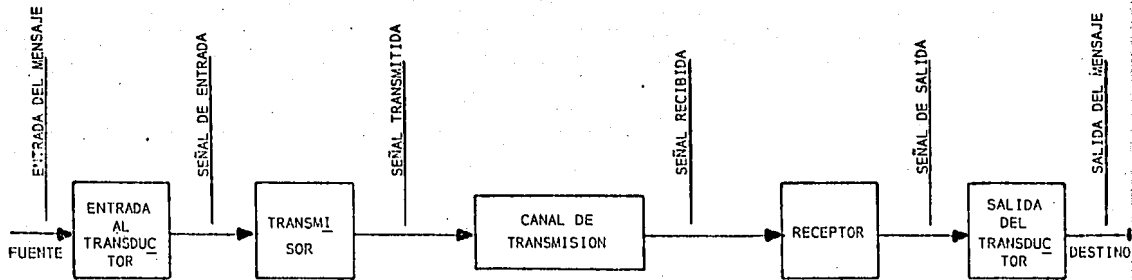 ENTRADA DEL MENSAJE
SEÑAL DE ENTRADA
SEÑAL TRANSMITIDA
SEÑAL RECIBIDA
SEÑAL DE SALIDA
SALIDA DEL MENSAJE
FUENTE
ENTRADA
AL
TRANSDUC
TOR
TRANSMI
SOR
CANAL DE
TRANSMISION
RECEPTOR
SALIDA
DEL
TRANSDUC
TOR
DESTINO